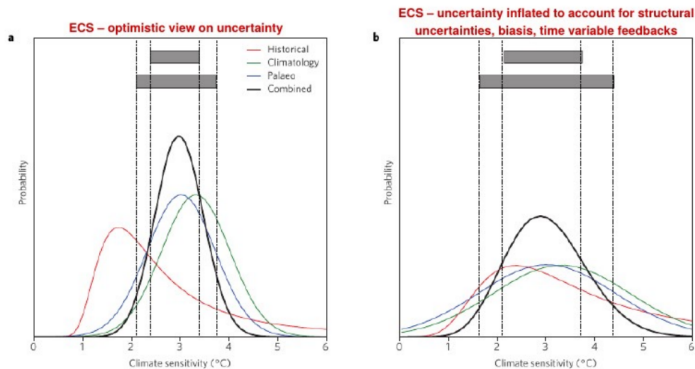 ECS – optimistic view on uncertainty
ECS – uncertainty inflated to account for structural
uncertainties, biasis, time variable feedbacks
a
Historical
Climatology
Palaeo
Combined
Probability
0 1 2 3 4 5 6
Climate sensitivity (°C)
b
Probability
0 1 2 3 4 5 6
Climate sensitivity (°C)